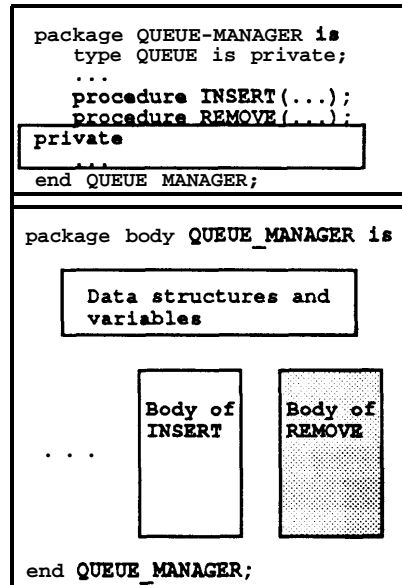 package QUEUE-MANAGER is
type QUEUE is private;
...
procedure INSERT(...);
procedure REMOVE(...);
private
...
end QUEUE MANAGER;
package body QUEUE_MANAGER is
Data structures and
variables
Body of
INSERT
Body of
REMOVE
. . .
end QUEUE_MANAGER;